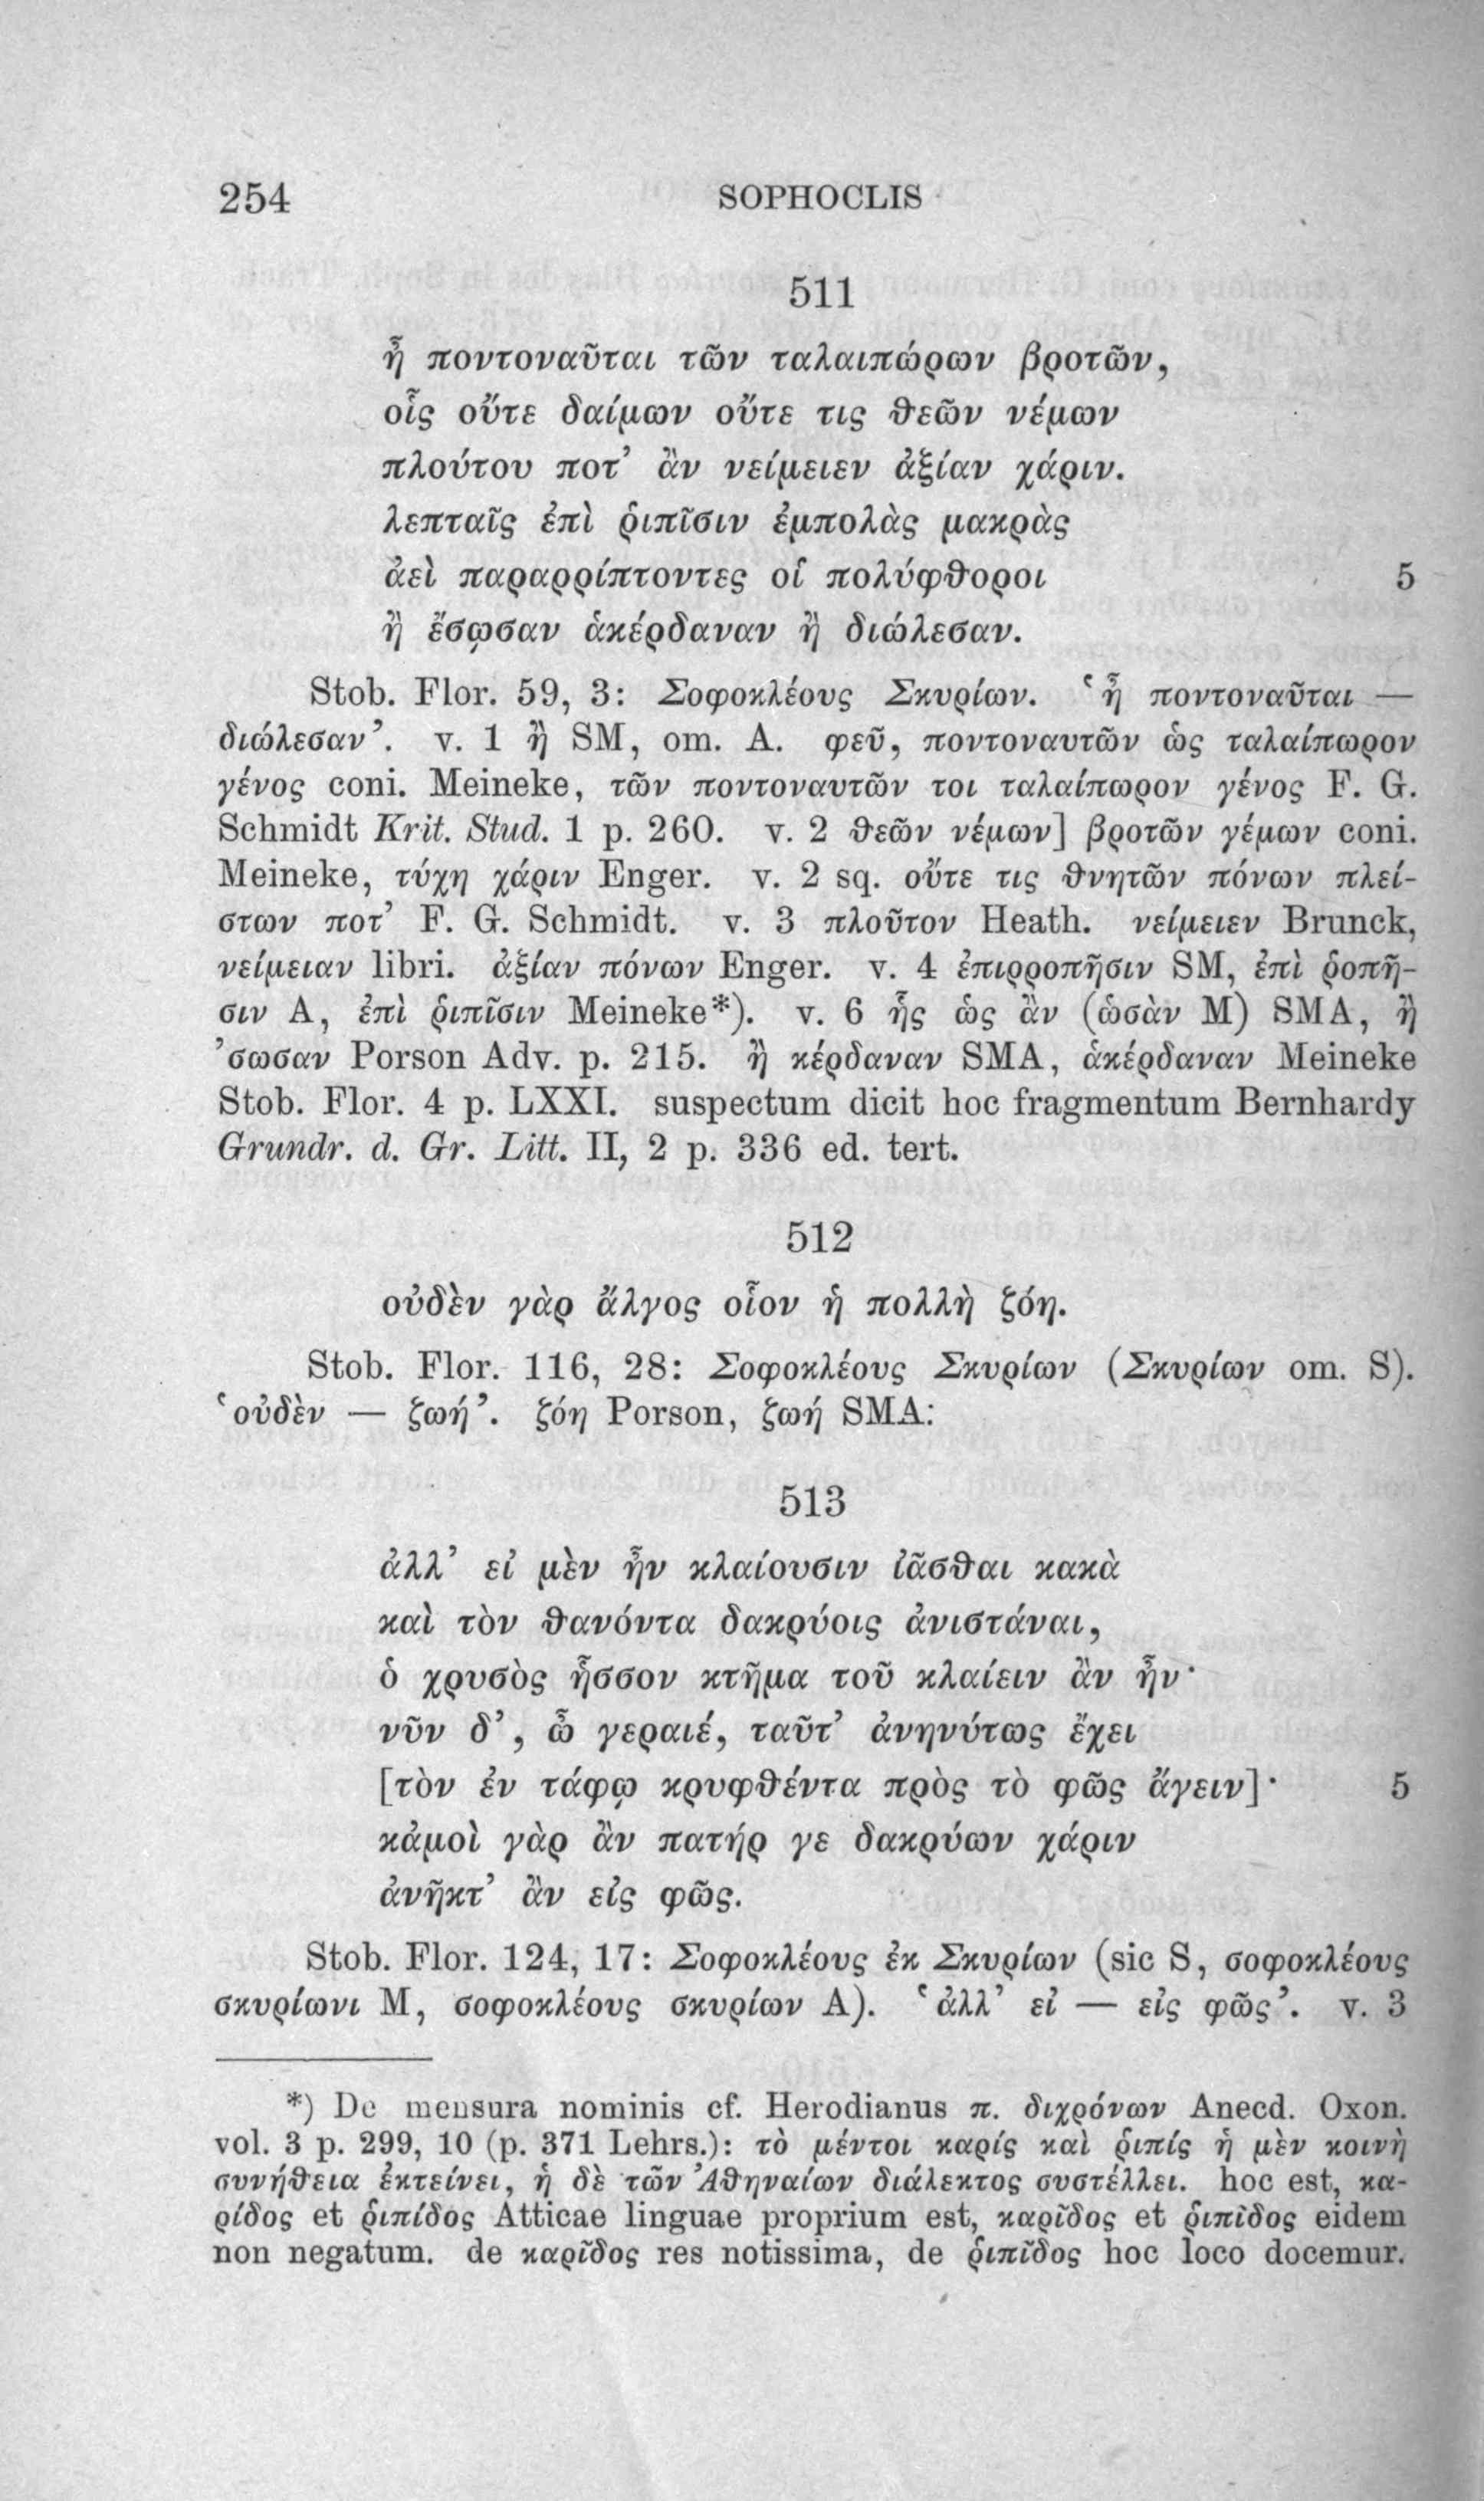 254
SOPHOCLIS
511
ἦ ποντοναῦται τῶν ταλαιπώρων βροτῶν,
οἷς οὔτε δαίμων οὔτε τις θεῶν νέμων
πλούτου ποτ’ ἂν νείμειεν ἀξίαν χάριν.
λεπταῖς ἐπὶ ῥιπῖσιν ἐμπολὰς μακρὰς
ἀεὶ παραρρίπτοντες οἱ πολύφθοροι 5
ἢ ἔσῳσαν ἁκέρδαναν ἢ διώλεσαν.
Stob. Flor. 59, 3: Σοφοκλέους Σκυρίων. ‘ἦ ποντοναῦται —
διώλεσαν’. v. 1 ἢ SM, om. A. φεῦ, ποντοναυτῶν ὡς ταλαίπωρον
γένος coni. Meineke, τῶν ποντοναυτῶν τοι ταλαίπωρον γένος F. G.
Schmidt Krit. Stud. 1 p. 260. v. 2 θεῶν νέμων] βροτῶν γέμων coni.
Meineke, τύχη χάριν Enger. v. 2 sq. οὔτε τις θνητῶν πόνων πλεί-
στων ποτ’ F. G. Schmidt. v. 3 πλοῦτον Heath. νείμειεν Brunck,
νείμειαν libri. ἀξίαν πόνων Enger. v. 4 ἐπιρροπῆσιν SM, ἐπὶ ῥοπῆ-
σιν A, ἐπὶ ῥιπῖσιν Meineke*). v. 6 ἧς ὡς ἂν (ὡσὰν M) SMA, ἢ
’σωσαν Porson Adv. p. 215. ἢ κέρδαναν SMA, ἁκέρδαναν Meineke
Stob. Flor. 4 p. LXXI. suspectum dicit hoc fragmentum Bernhardy
Grundr. d. Gr. Litt. II, 2 p. 336 ed. tert.
512
οὐδὲν γὰρ ἄλγος οἷον ἡ πολλὴ ζόη.
Stob. Flor. 116, 28: Σοφοκλέους Σκυρίων (Σκυρίων om. S).
‘οὐδὲν — ζωή’. ζόη Porson, ζωή SMA.
513
ἀλλ’ εἰ μὲν ἦν κλαίουσιν ἰᾶσθαι κακὰ
καὶ τὸν θανόντα δακρύοις ἀνιστάναι,
ὁ χρυσὸς ἧσσον κτῆμα τοῦ κλαίειν ἂν ἦν·
νῦν δ’, ὦ γεραιέ, ταῦτ’ ἀνηνύτως ἔχει
[τὸν ἐν τάφῳ κρυφθέντα πρὸς τὸ φῶς ἄγειν]· 5
κἀμοὶ γὰρ ἂν πατήρ γε δακρύων χάριν
ἀνῆκτ’ ἂν εἰς φῶς.
Stob. Flor. 124, 17: Σοφοκλέους ἐκ Σκυρίων (sic S, σοφοκλέους
σκυρίωνι M, σοφοκλέους σκυρίων A). ‘ἀλλ’ εἰ — εἰς φῶς’. v. 3
*) De mensura nominis cf. Herodianus π. διχρόνων Anecd. Oxon.
vol. 3 p. 299, 10 (p. 371 Lehrs.): τὸ μέντοι καρίς καὶ ῥιπίς ἡ μὲν κοινὴ
συνήθεια ἐκτείνει, ἡ δὲ τῶν Ἀθηναίων διάλεκτος συστέλλει. hoc est, κα-
ρίδος et ῥιπίδος Atticae linguae proprium est, καρῖδος et ῥιπῖδος eidem
non negatum. de καρῖδος res notissima, de ῥιπῖδος hoc loco docemur.